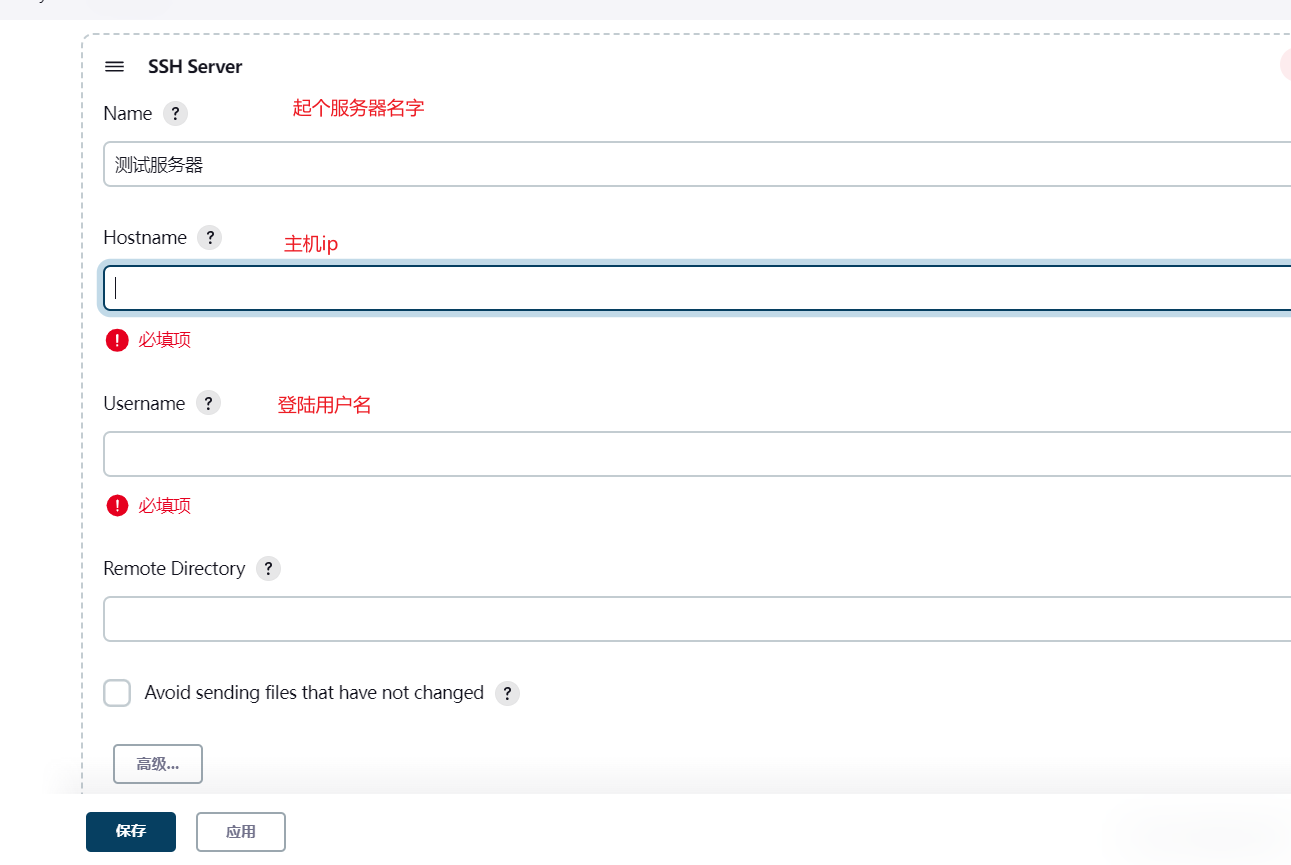 SSH Server
Name ? 起个服务器名字
测试服务器
Hostname ? 主机ip
! 必填项
Username ? 登陆用户名
! 必填项
Remote Directory ?
Avoid sending files that have not changed ?
高级...
保存 应用